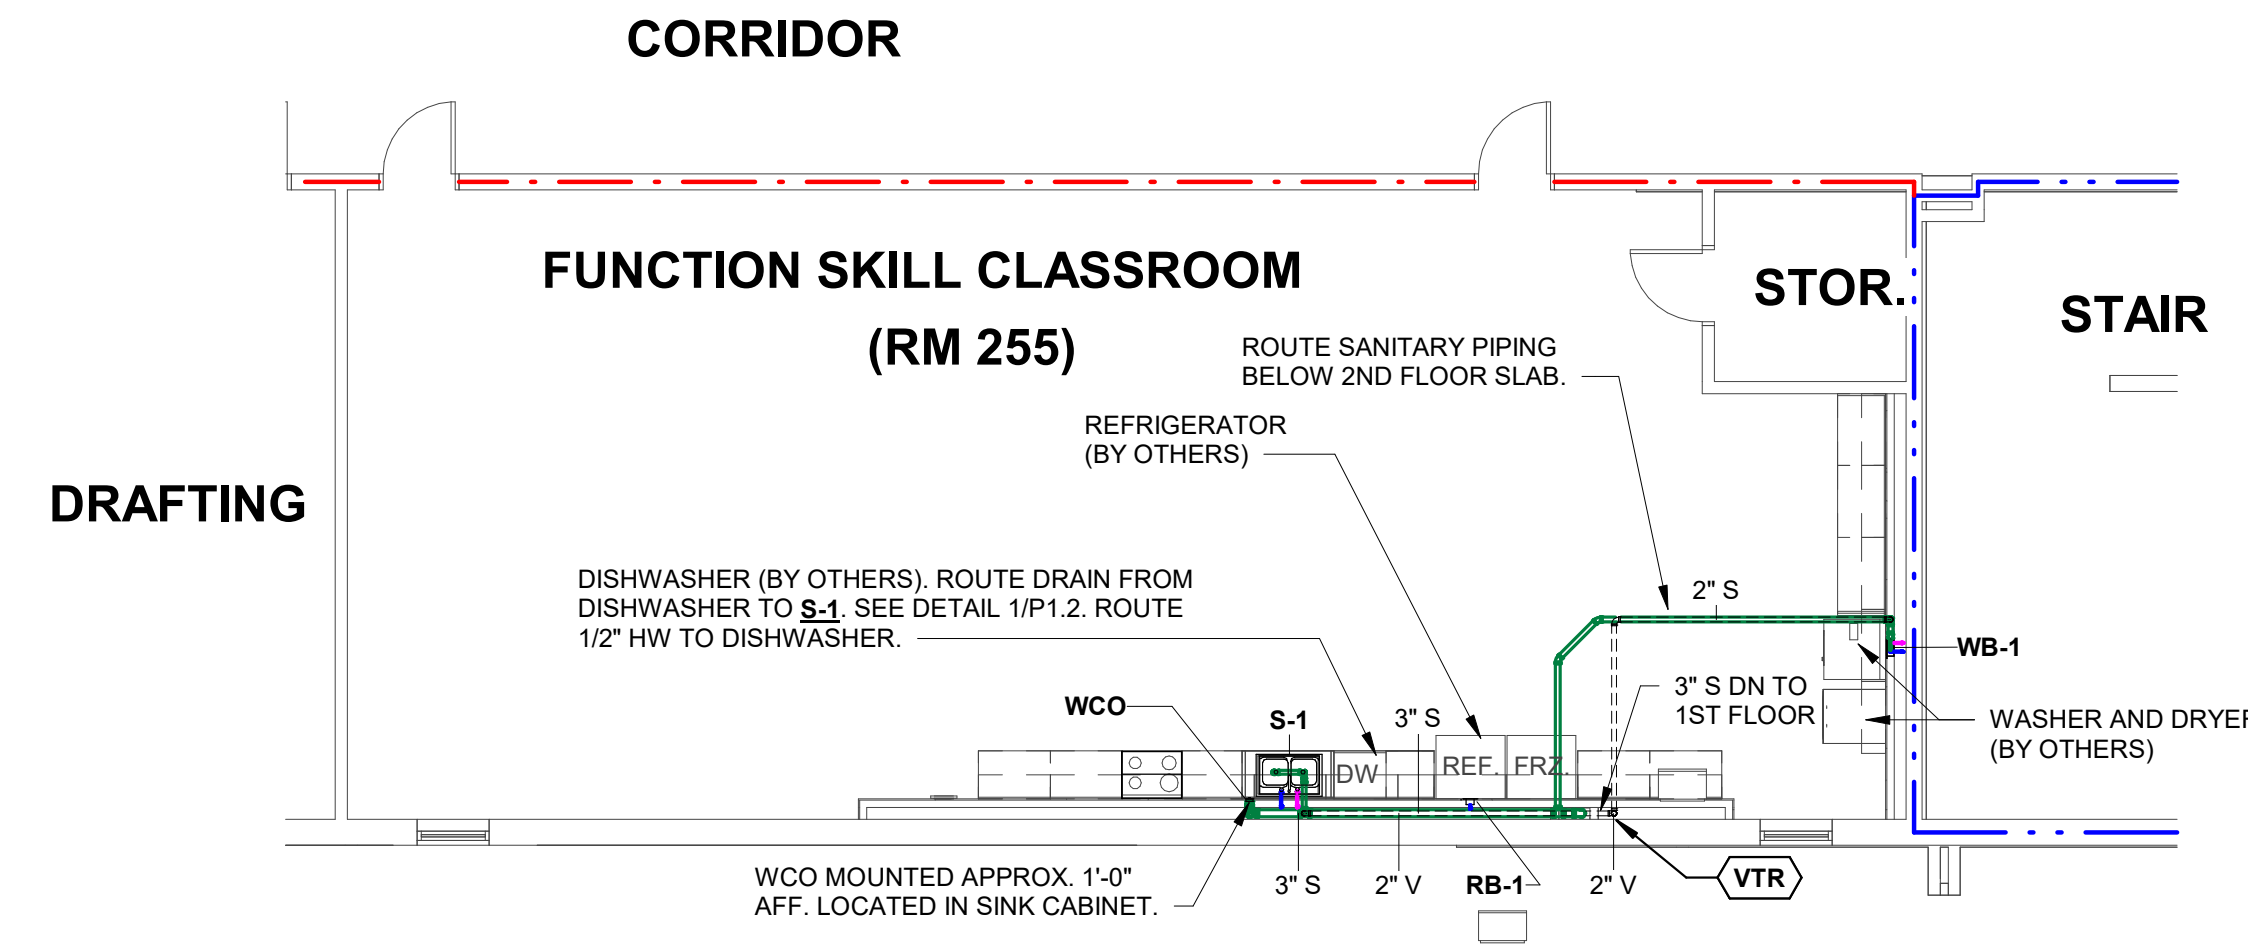 CORRIDOR
FUNCTION SKILL CLASSROOM
(RM 255)
STOR.
STAIR
ROUTE SANITARY PIPING
BELOW 2ND FLOOR SLAB.
REFRIGERATOR
(BY OTHERS)
DRAFTING
DISHWASHER (BY OTHERS). ROUTE DRAIN FROM
DISHWASHER TO S-1. SEE DETAIL 1/P1.2. ROUTE
1/2" HW TO DISHWASHER.
2" S
WB-1
3" S DN TO
1ST FLOOR
WCO
S-1
3" S
WASHER AND DRYER
(BY OTHERS)
DW
REF.
FRZ.
WCO MOUNTED APPROX. 1'-0"
AFF. LOCATED IN SINK CABINET.
3" S
2" V
RB-1
2" V
VTR